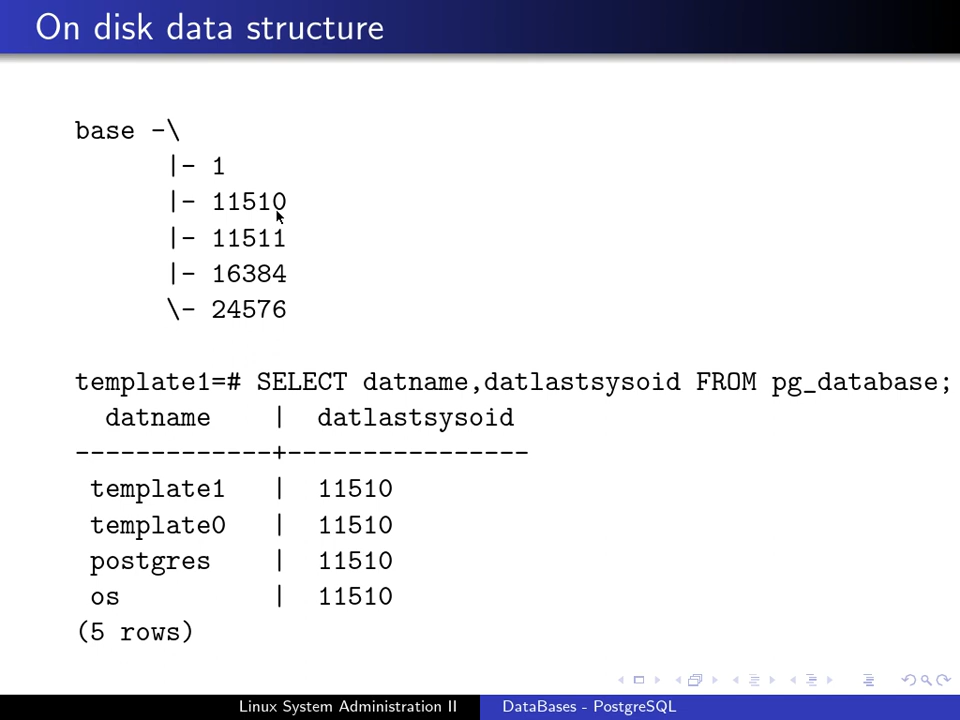 On disk data structure
base -\
|- 1
|- 11510
|- 11511
|- 16384
\- 24576
template1=# SELECT datname,datlastsysoid FROM pg_database;
datname | datlastsysoid
-------------+----------------
template1 | 11510
template0 | 11510
postgres | 11510
os | 11510
(5 rows)
Linux System Administration II DataBases - PostgreSQL